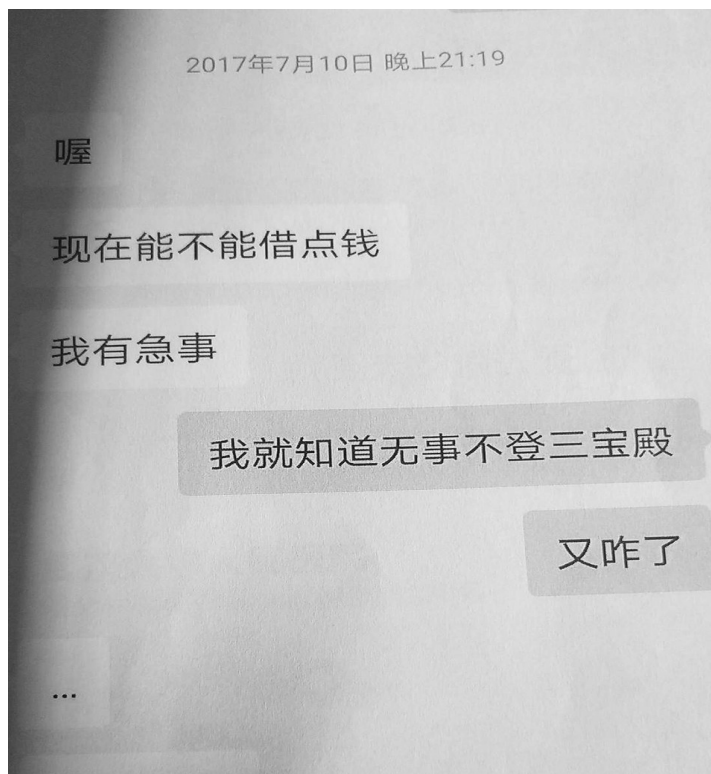 2017年7月10日 晚上21:19
喔
现在能不能借点钱
我有急事
我就知道无事不登三宝殿
又咋了
...